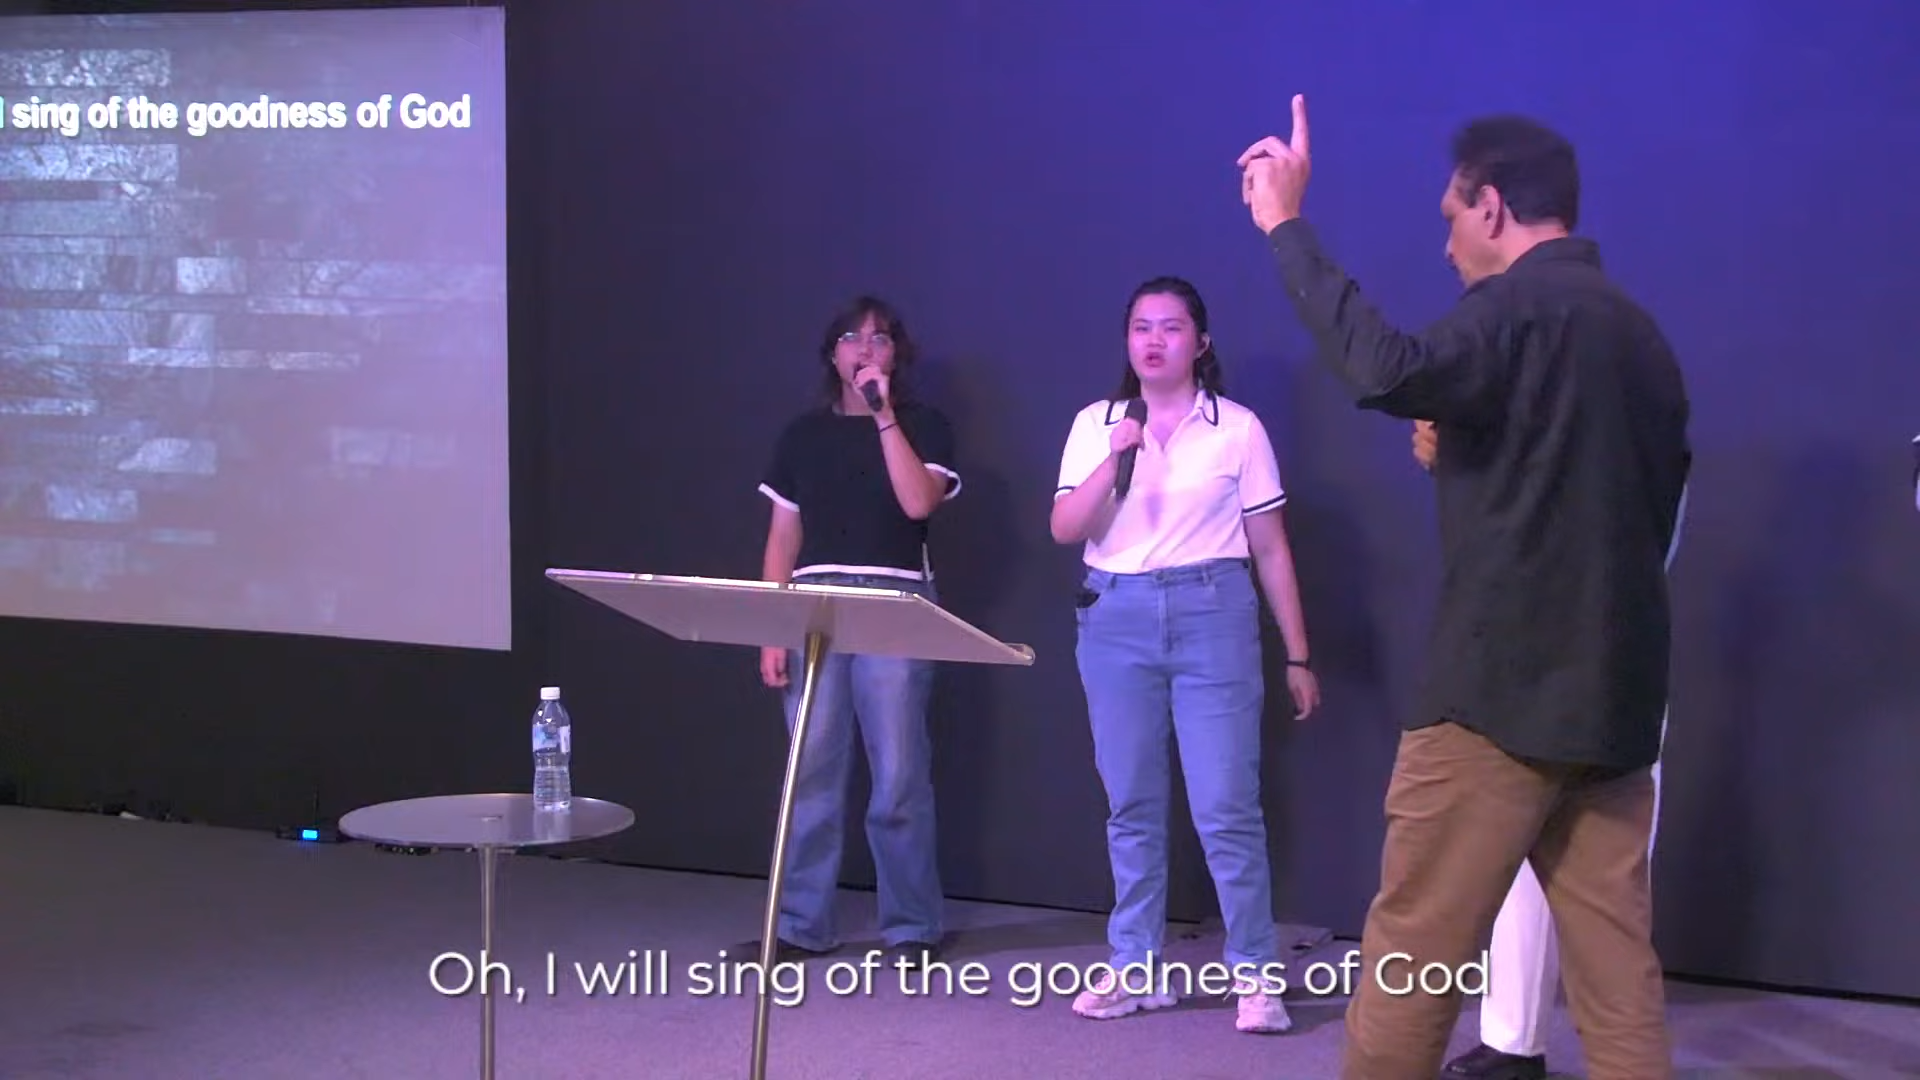 sing of the goodness of God
Oh, I will sing of the goodness of God